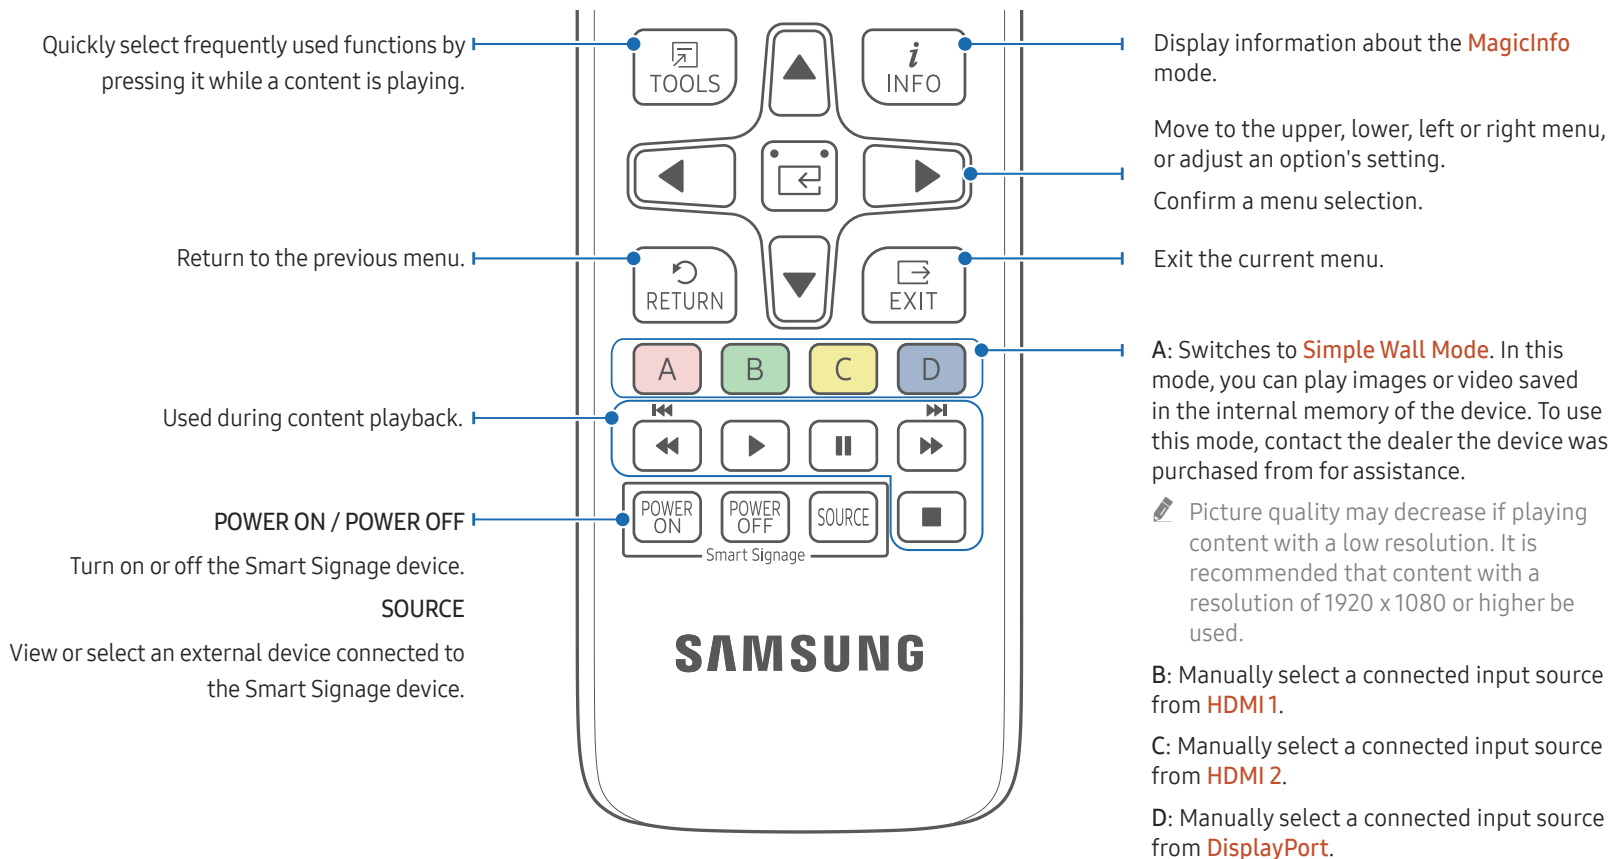 Quickly select frequently used functions by
pressing it while a content is playing.
Return to the previous menu.
Used during content playback.
POWER ON / POWER OFF
Turn on or off the Smart Signage device.
SOURCE
View or select an external device connected to
the Smart Signage device.
TOOLS
i
INFO
RETURN
EXIT
A B C D
POWER ON
POWER OFF
SOURCE
Smart Signage
SAMSUNG
Display information about the MagicInfo
mode.
Move to the upper, lower, left or right menu,
or adjust an option's setting.
Confirm a menu selection.
Exit the current menu.
A: Switches to Simple Wall Mode. In this
mode, you can play images or video saved
in the internal memory of the device. To use
this mode, contact the dealer the device was
purchased from for assistance.
Picture quality may decrease if playing
content with a low resolution. It is
recommended that content with a
resolution of 1920 x 1080 or higher be
used.
B: Manually select a connected input source
from HDMI 1.
C: Manually select a connected input source
from HDMI 2.
D: Manually select a connected input source
from DisplayPort.